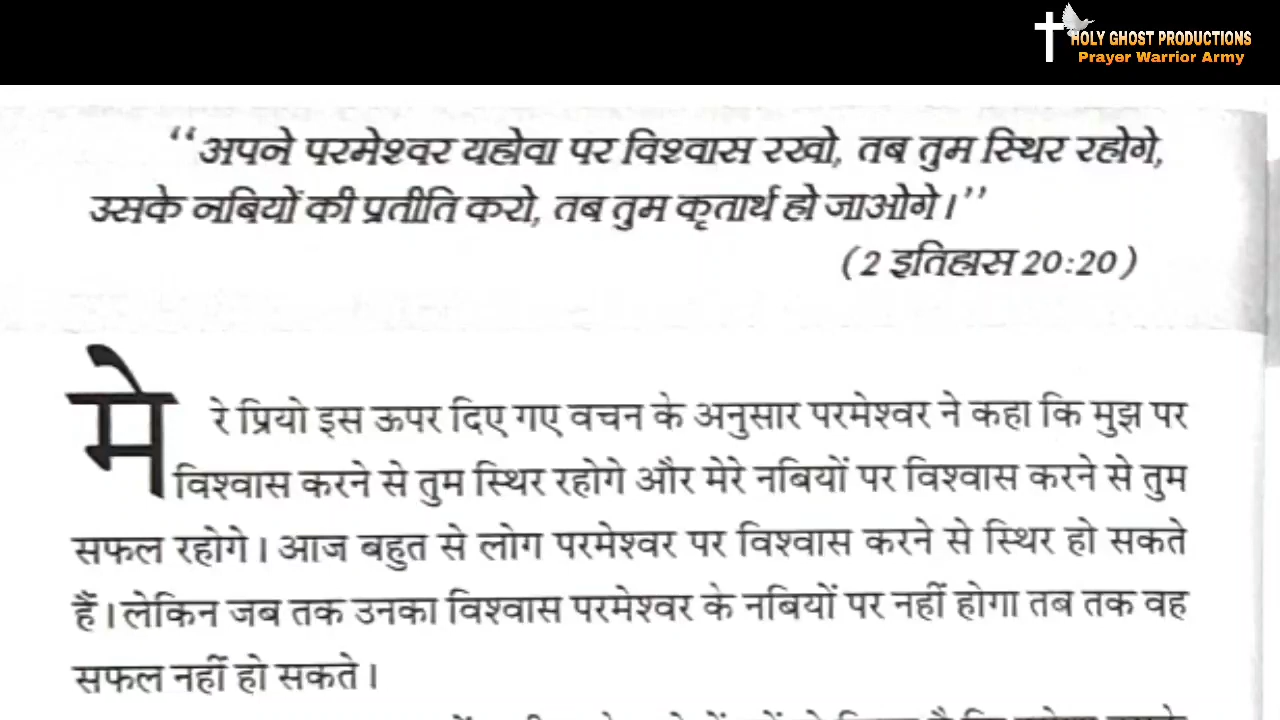 HOLY GHOST PRODUCTIONS
Prayer Warrior Army
“अपने परमेश्वर यहोवा पर विश्वास रखो, तब तुम स्थिर रहोगे,
उसके नबियों की प्रतीति करो, तब तुम कृतार्थ हो जाओगे।”
(2 इतिहास 20:20)
मेरे प्रियो इस ऊपर दिए गए वचन के अनुसार परमेश्वर ने कहा कि मुझ पर
विश्वास करने से तुम स्थिर रहोगे और मेरे नबियों पर विश्वास करने से तुम
सफल रहोगे। आज बहुत से लोग परमेश्वर पर विश्वास करने से स्थिर हो सकते
हैं। लेकिन जब तक उनका विश्वास परमेश्वर के नबियों पर नहीं होगा तब तक वह
सफल नहीं हो सकते।